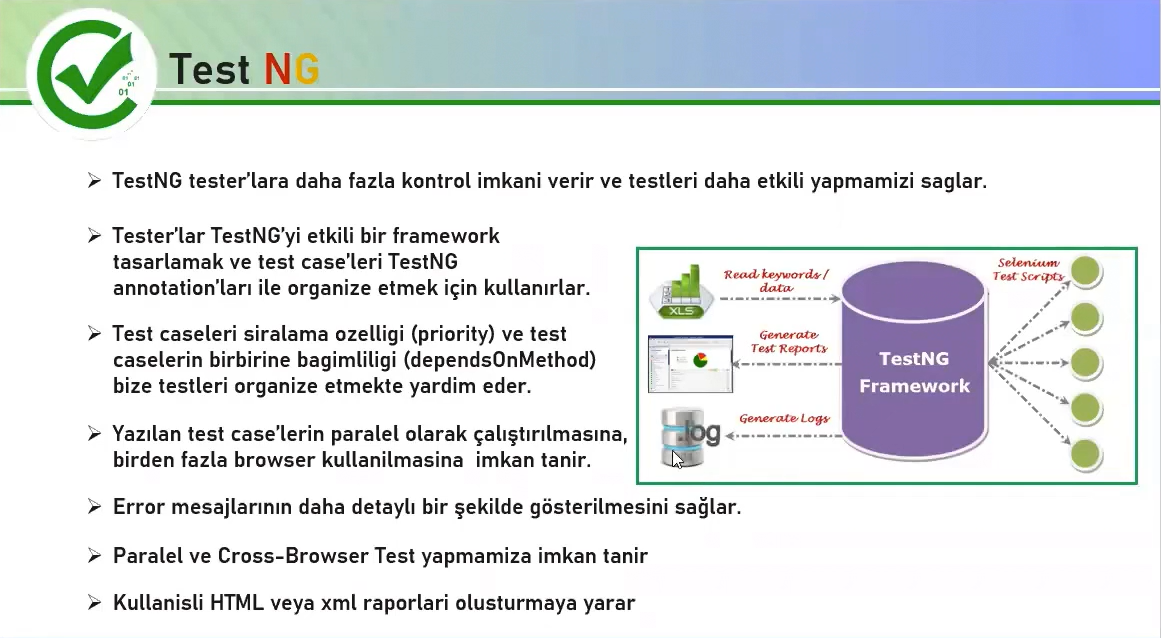 Test NG
01 01
01
01
TestNG tester'lara daha fazla kontrol imkani verir ve testleri daha etkili yapmamizi saglar.
Tester'lar TestNG'yi etkili bir framework
tasarlamak ve test case'leri TestNG
annotation'ları ile organize etmek için kullanırlar.
Test caseleri siralama ozelligi (priority) ve test
caselerin birbirine bagimliligi (dependsOnMethod)
bize testleri organize etmekte yardim eder.
Yazılan test case'lerin paralel olarak çalıştırılmasına,
birden fazla browser kullanilmasina imkan tanir.
Error mesajlarının daha detaylı bir şekilde gösterilmesini sağlar.
Paralel ve Cross-Browser Test yapmamiza imkan tanir
Kullanisli HTML veya xml raporlari olusturmaya yarar
XLS
Read keywords /
data
Generate
Test Reports
.log
Generate Logs
TestNG
Framework
Selenium
Test Scripts